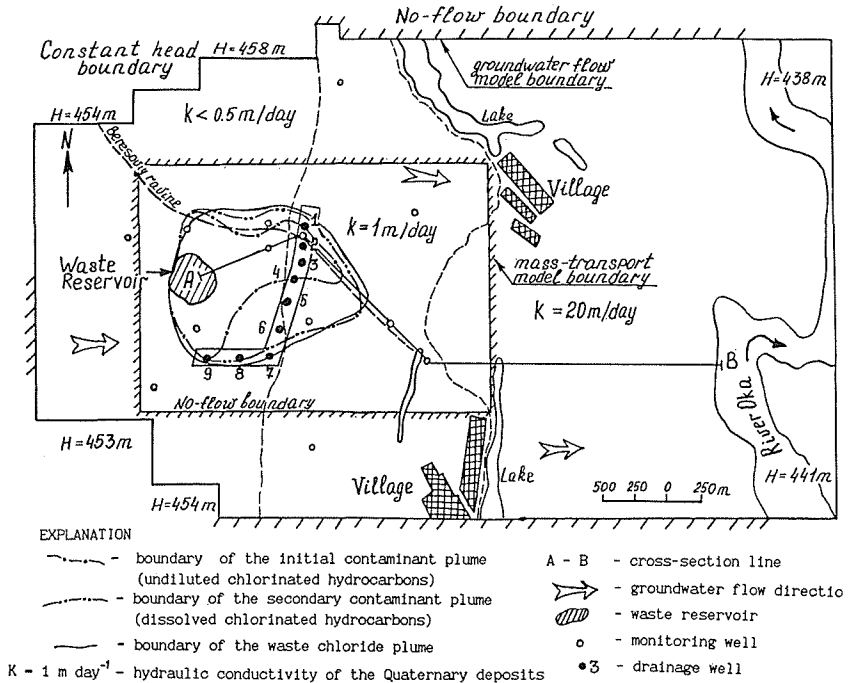 No-flow boundary
Constant head
boundary
H=458m
groundwater flow
model boundary
H=438m
k<0.5m/day
H=454m
Lake
N
Beresoviy ravine
Village
1
k=1m/day
2
3
Waste
Reservoir
A
4
mass-transport
model boundary
5
k=20m/day
6
B
9 8 7
No-flow boundary
River Oka
H=453m
Lake
H=441m
Village
H=454m
500 250 0 250m
EXPLANATION
- boundary of the initial contaminant plume
(undiluted chlorinated hydrocarbons)
- boundary of the secondary contaminant plume
(dissolved chlorinated hydrocarbons)
- boundary of the waste chloride plume
K - 1 m day-1 - hydraulic conductivity of the Quaternary deposits
A - B - cross-section line
- groundwater flow directio
- waste reservoir
- monitoring well
3 - drainage well